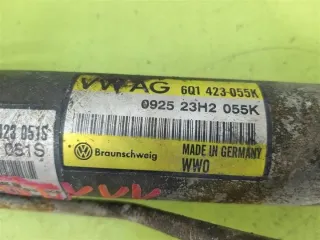 VW AG 6Q1 423-055K
0925 23H2 055K
423 051S
051S
Braunschweig
MADE IN GERMANY
WWO